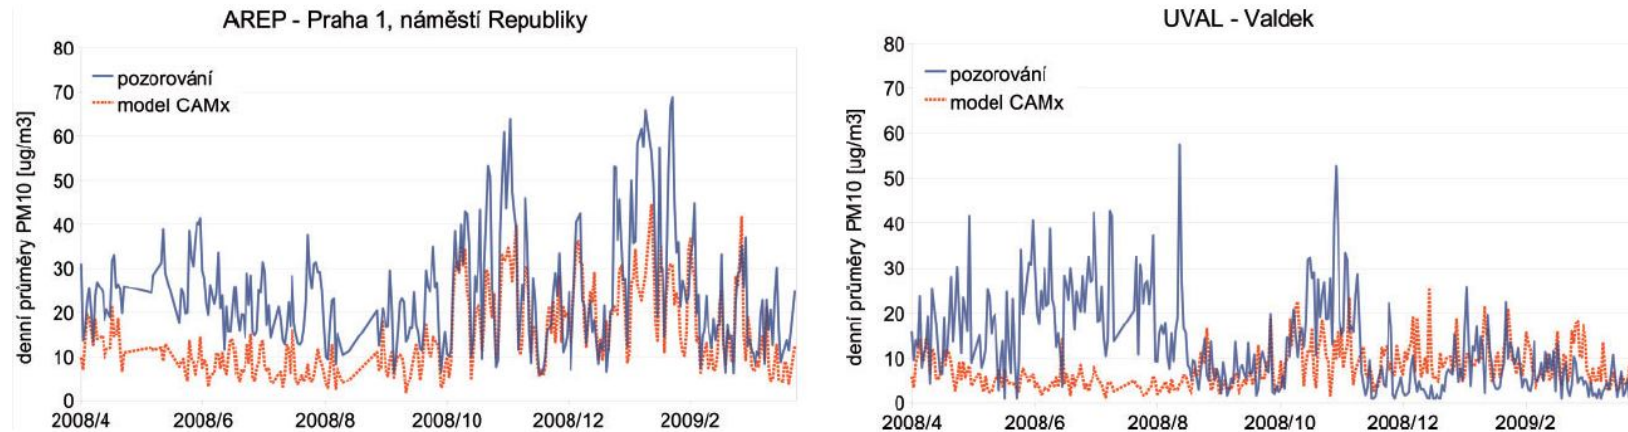 AREP - Praha 1, náměstí Republiky
denní průměry PM10 [ug/m3]
80
70
60
50
40
30
20
10
0
pozorování
model CAMx
2008/4 2008/6 2008/8 2008/10 2008/12 2009/2
UVAL - Valdek
denní průměry PM10 [ug/m3]
80
70
60
50
40
30
20
10
0
pozorování
model CAMx
2008/4 2008/6 2008/8 2008/10 2008/12 2009/2